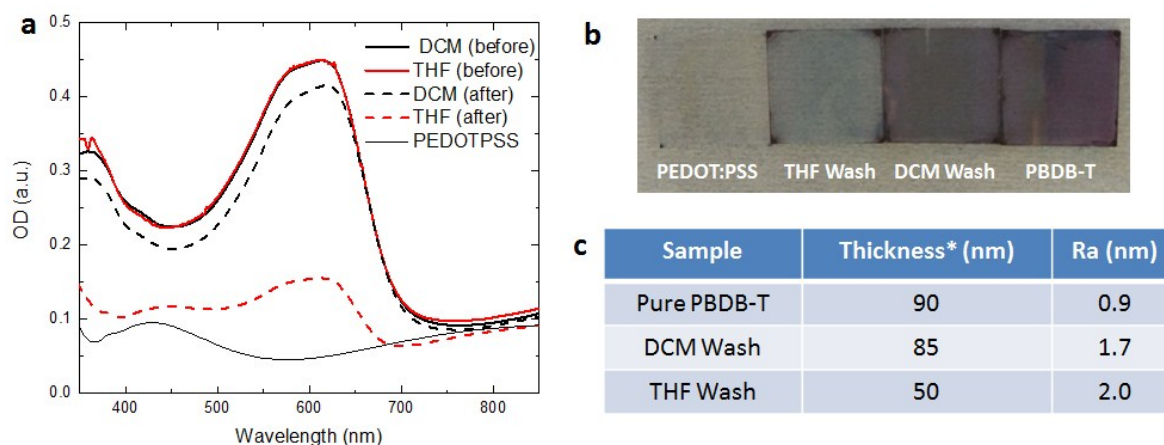 a
0.5
0.4
0.3
0.2
0.1
0.0
OD (a.u.)
DCM (before)
THF (before)
DCM (after)
THF (after)
PEDOTPSS
400 500 600 700 800
Wavelength (nm)
b
PEDOT:PSS THF Wash DCM Wash PBDB-T
c
Sample Thickness* (nm) Ra (nm)
Pure PBDB-T 90 0.9
DCM Wash 85 1.7
THF Wash 50 2.0